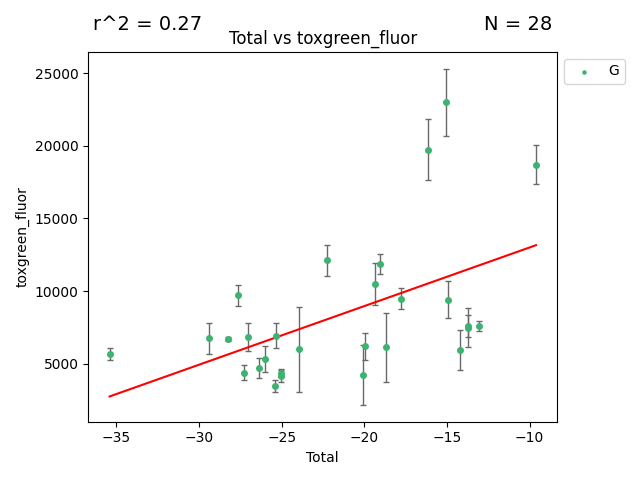 r^2 = 0.27
N = 28
Total vs toxgreen_fluor
G
25000
20000
15000
10000
5000
toxgreen_fluor
−35
−30
−25
−20
−15
−10
Total